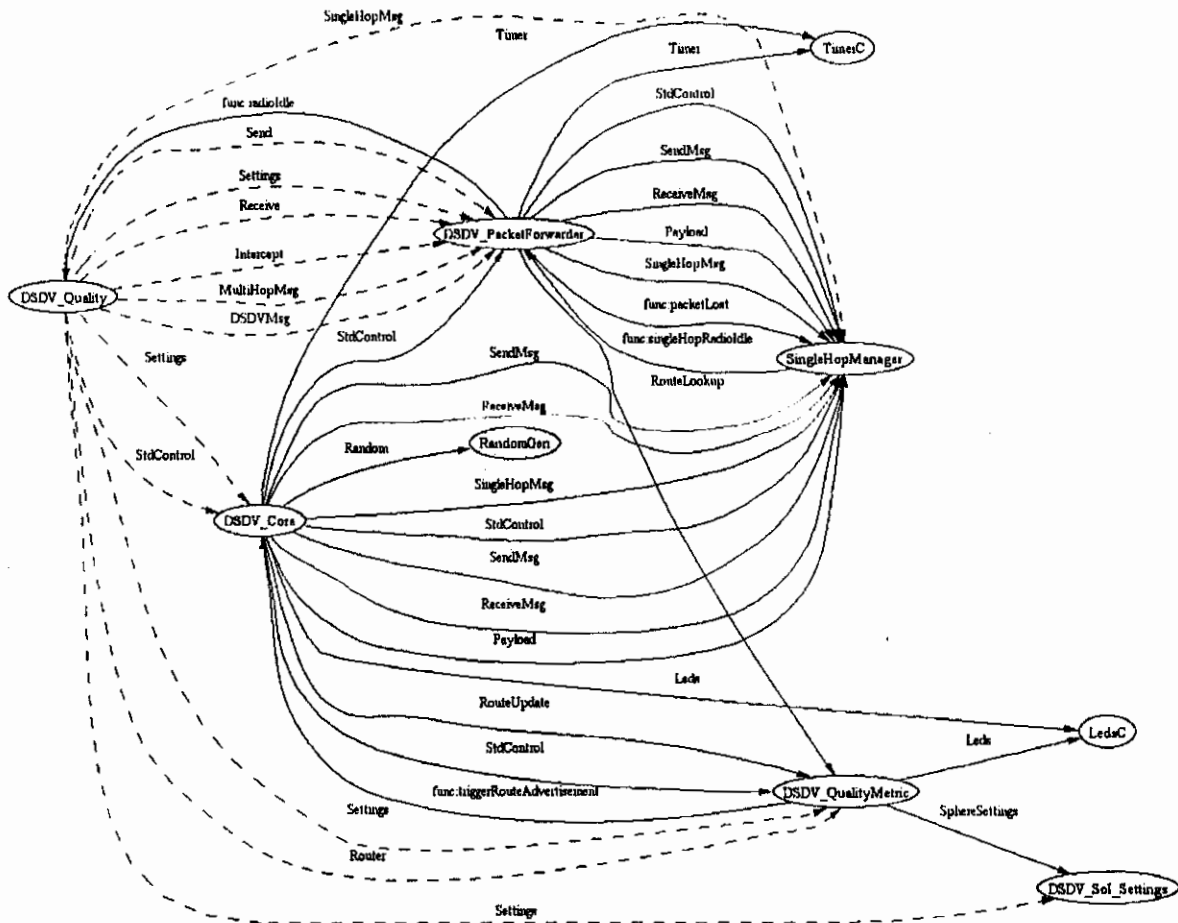 SingleHopMsg
Timer
TimerC
Timer
func:radioIdle
StdControl
Send
SendMsg
Settings
ReceiveMsg
Receive
DSDV_PacketForwarder
Payload
Intercept
SingleHopMsg
DSDV_Quality
MultiHopMsg
func:packetLost
DSDVMsg
StdControl
func:singleHopRadioIdle
Settings
SendMsg
SingleHopManager
RouteLookup
ReceiveMsg
StdControl
Random
RandomGen
SingleHopMsg
DSDV_Core
StdControl
SendMsg
ReceiveMsg
Payload
Leds
RouteUpdate
LedsC
StdControl
Leds
func:triggerRouteAdvertisement
DSDV_QualityMetric
Settings
SphereSettings
Router
DSDV_SoI_Settings
Settings